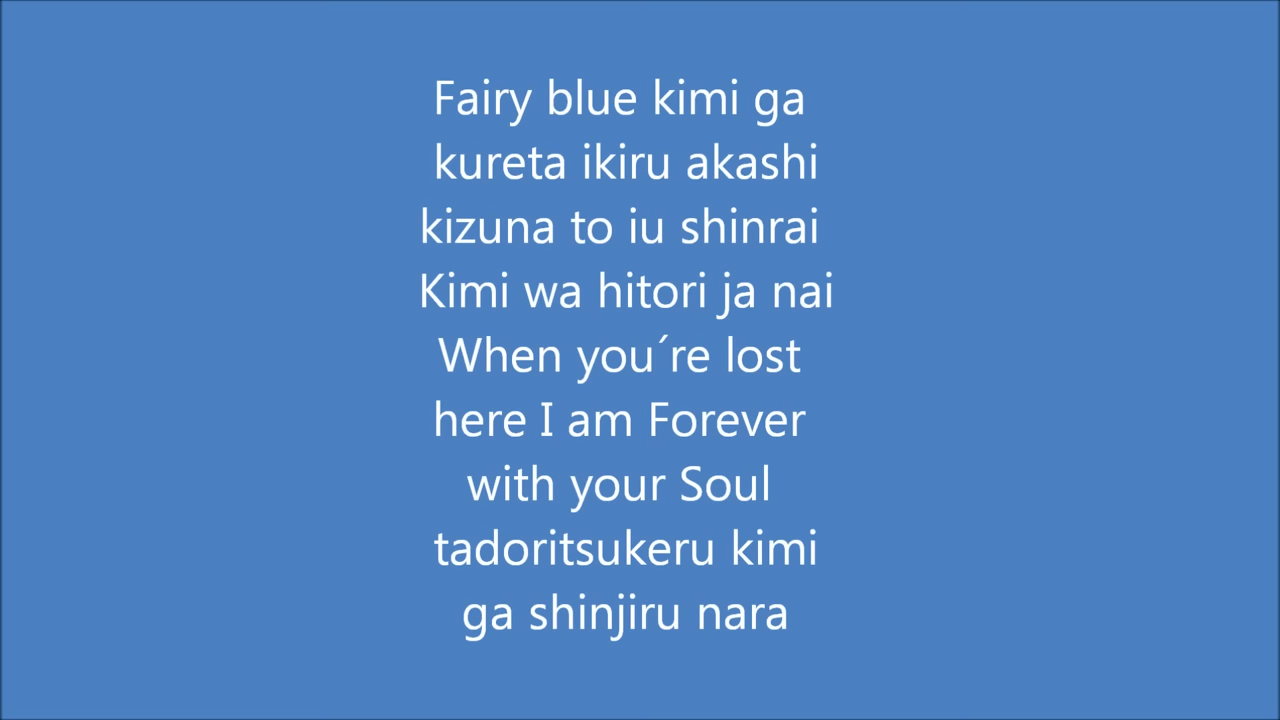 Fairy blue kimi ga
kureta ikiru akashi
kizuna to iu shinrai
Kimi wa hitori ja nai
When you´re lost
here I am Forever
with your Soul
tadoritsukeru kimi
ga shinjiru nara